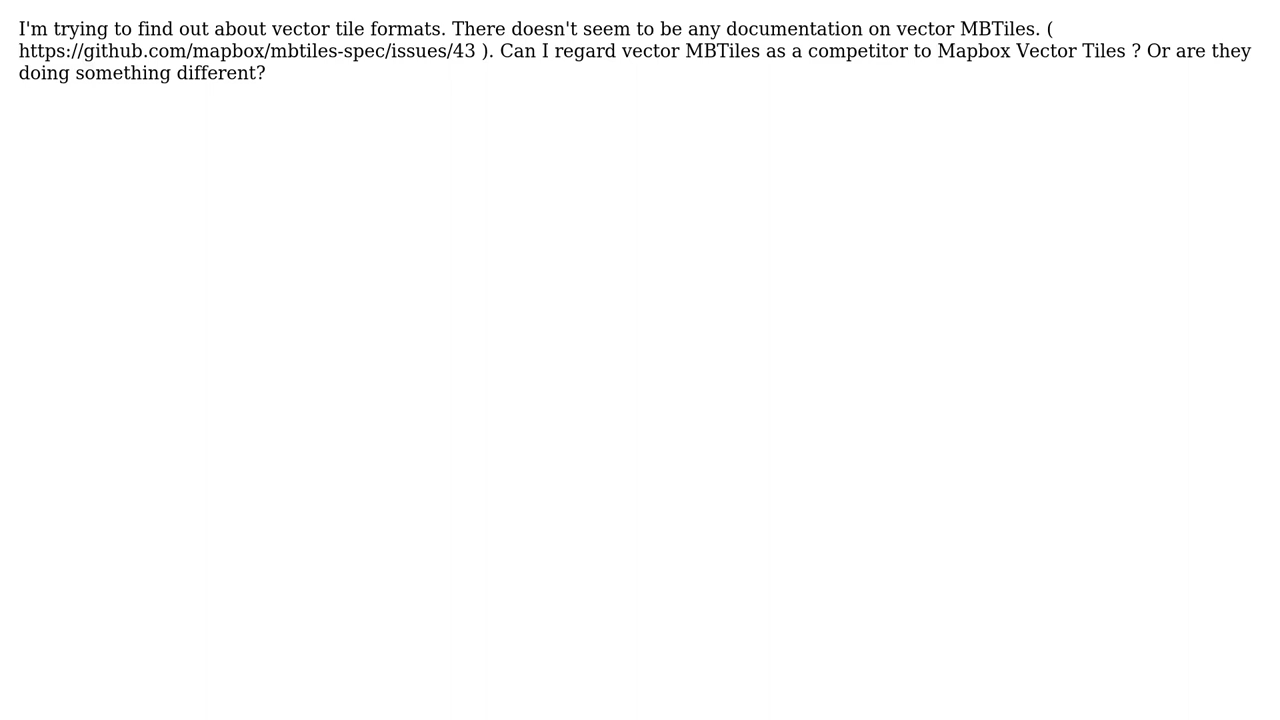 I'm trying to find out about vector tile formats. There doesn't seem to be any documentation on vector MBTiles. (
https://github.com/mapbox/mbtiles-spec/issues/43 ). Can I regard vector MBTiles as a competitor to Mapbox Vector Tiles ? Or are they
doing something different?